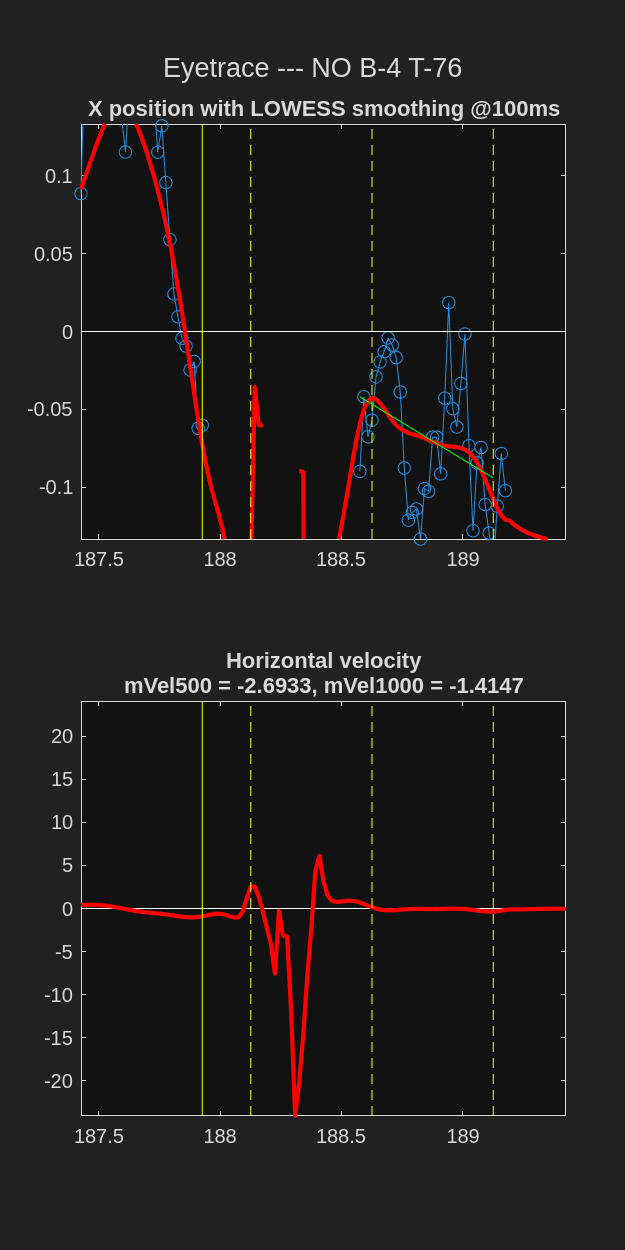 Eyetrace --- NO B-4 T-76
X position with LOWESS smoothing @100ms
0.1
0.05
0
-0.05
-0.1
187.5 188 188.5 189
Horizontal velocity
mVel500 = -2.6933, mVel1000 = -1.4147
20
15
10
5
0
-5
-10
-15
-20
187.5 188 188.5 189